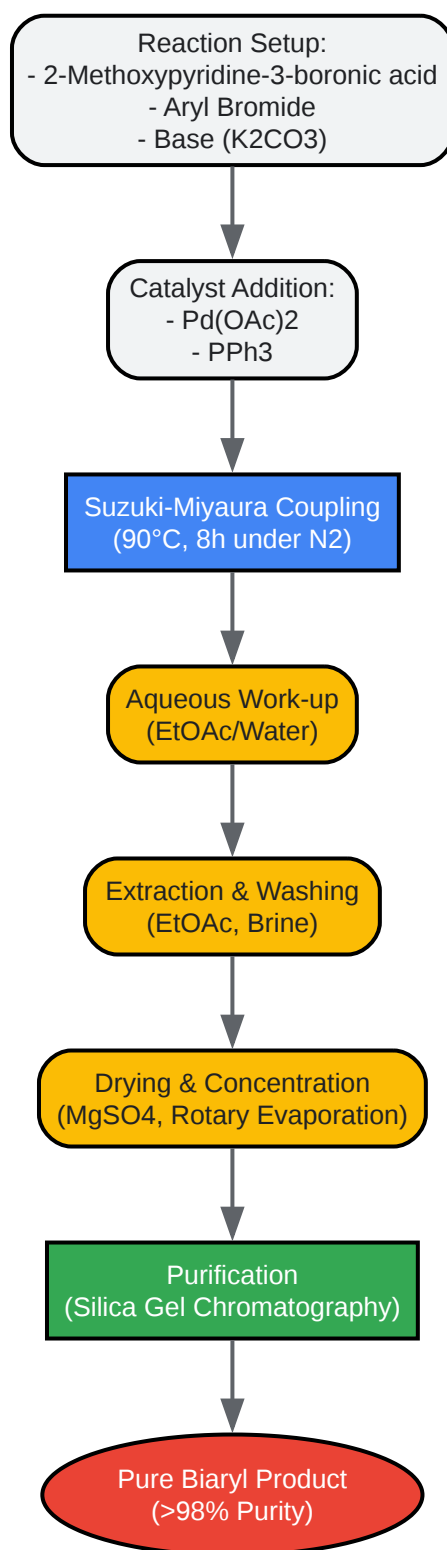 Reaction Setup:
- 2-Methoxypyridine-3-boronic acid
- Aryl Bromide
- Base (K2CO3)
Catalyst Addition:
- Pd(OAc)2
- PPh3
Suzuki-Miyaura Coupling
(90°C, 8h under N2)
Aqueous Work-up
(EtOAc/Water)
Extraction & Washing
(EtOAc, Brine)
Drying & Concentration
(MgSO4, Rotary Evaporation)
Purification
(Silica Gel Chromatography)
Pure Biaryl Product
(>98% Purity)